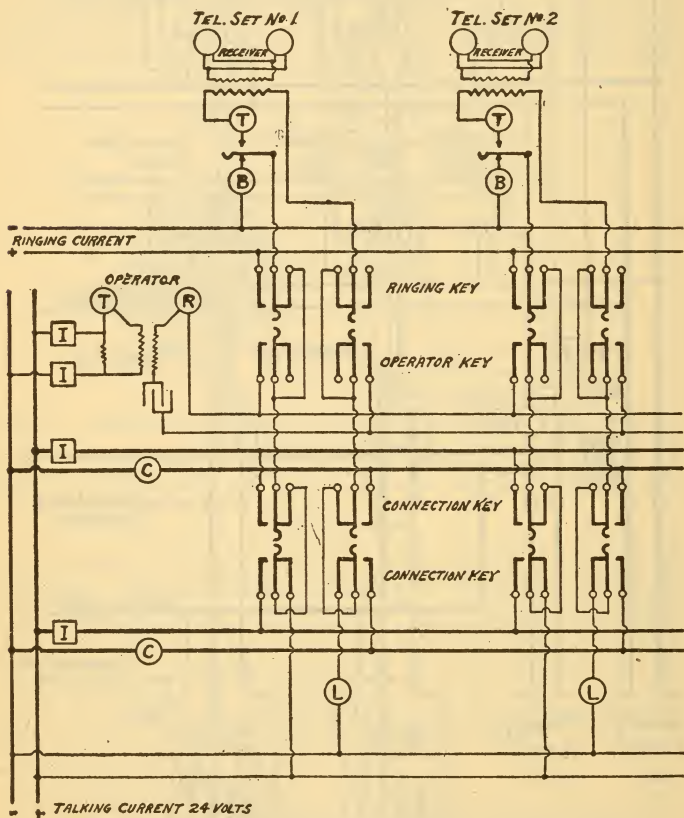 TEL. SET No. 1 TEL. SET No. 2
RECEIVER RECEIVER
T T
B B
-
RINGING CURRENT
+
OPERATOR
T R RINGING KEY
I
OPERATOR KEY
I
I
C
CONNECTION KEY
CONNECTION KEY
I
C
L L
- + TALKING CURRENT 24 VOLTS